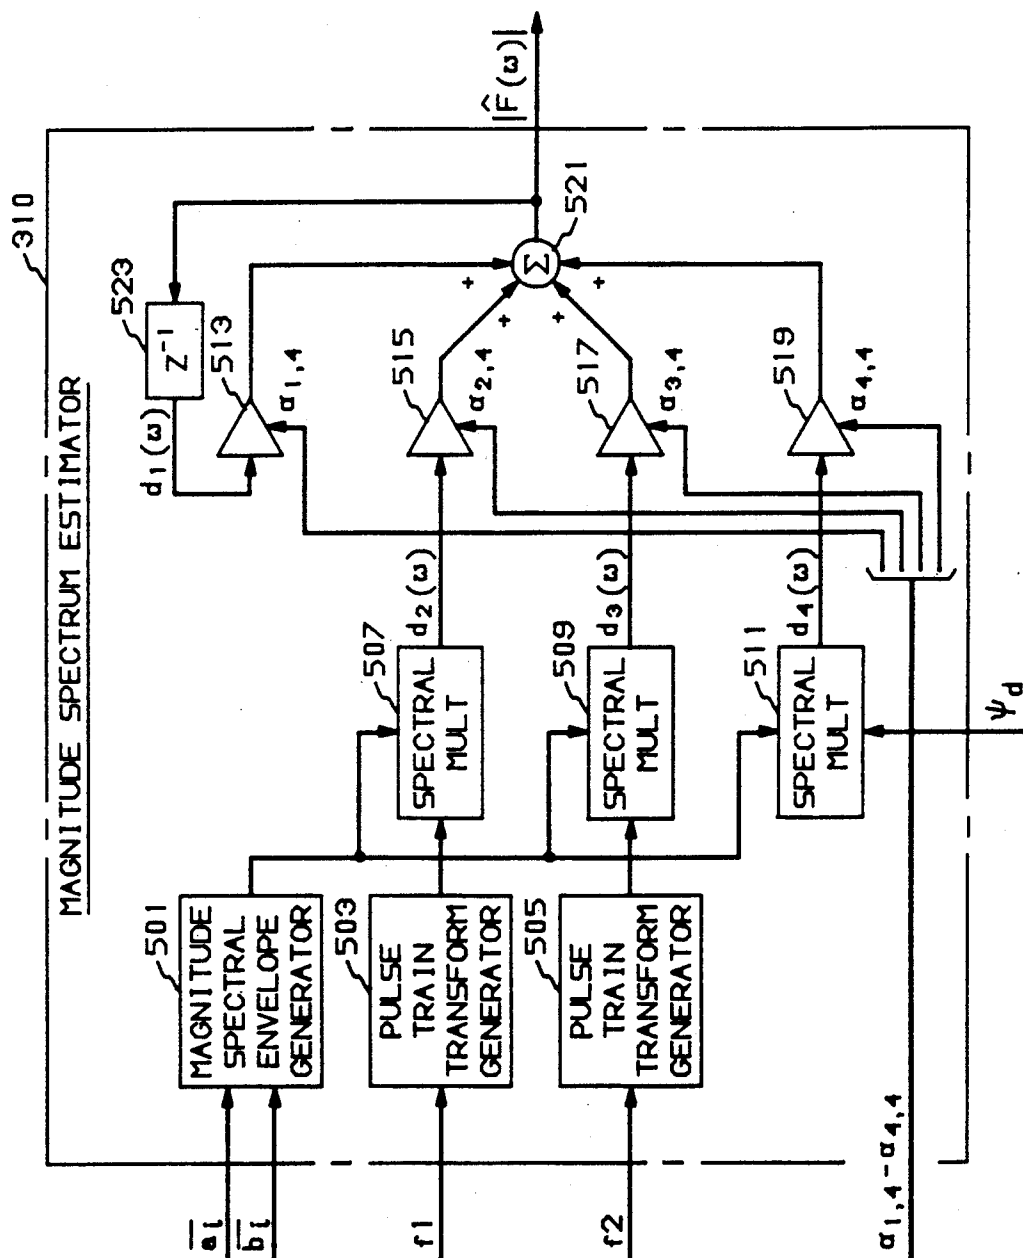 310
MAGNITUDE SPECTRUM ESTIMATOR
a̅i
b̅i
501
MAGNITUDE
SPECTRAL
ENVELOPE
GENERATOR
f1
503
PULSE
TRAIN
TRANSFORM
GENERATOR
f2
505
PULSE
TRAIN
TRANSFORM
GENERATOR
507
SPECTRAL
MULT
509
SPECTRAL
MULT
511
SPECTRAL
MULT
ψd
d1(ω)
d2(ω)
d3(ω)
d4(ω)
523
Z⁻¹
513
α1,4
515
α2,4
517
α3,4
519
α4,4
+
+
+
+
Σ
521
|F̂(ω)|
α1,4 - α4,4